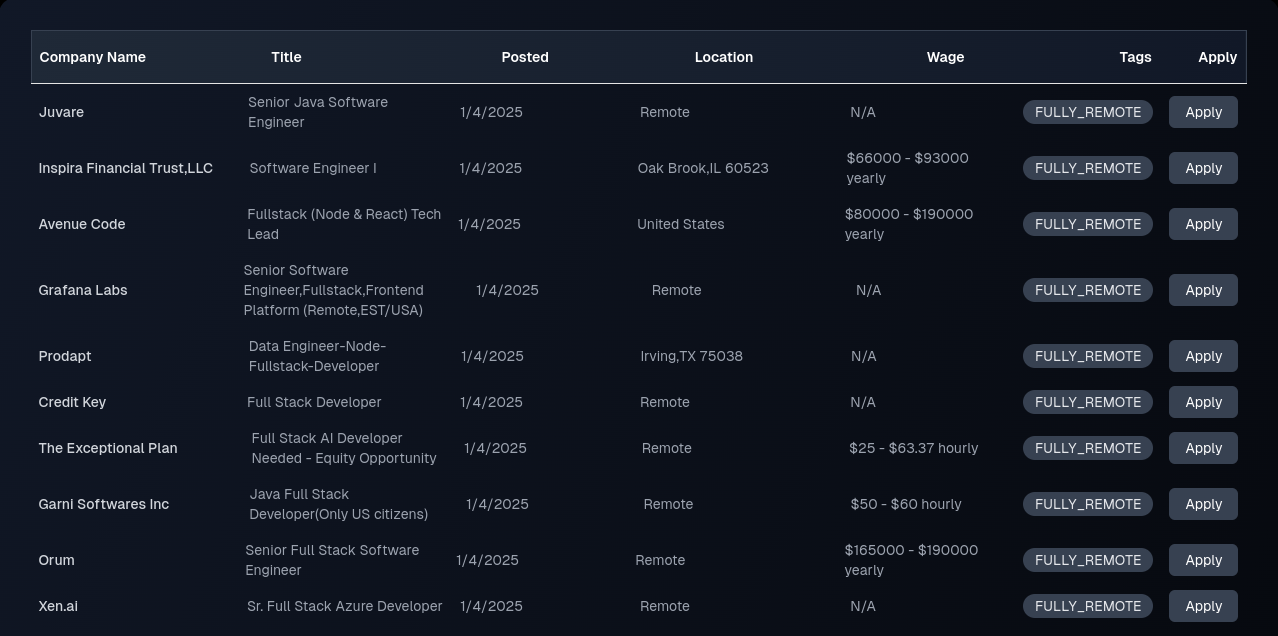 Company Name Title Posted Location Wage Tags Apply
Juvare Senior Java Software Engineer 1/4/2025 Remote N/A FULLY_REMOTE Apply
Inspira Financial Trust,LLC Software Engineer I 1/4/2025 Oak Brook,IL 60523 $66000 - $93000 yearly FULLY_REMOTE Apply
Avenue Code Fullstack (Node & React) Tech Lead 1/4/2025 United States $80000 - $190000 yearly FULLY_REMOTE Apply
Grafana Labs Senior Software Engineer,Fullstack,Frontend Platform (Remote,EST/USA) 1/4/2025 Remote N/A FULLY_REMOTE Apply
Prodapt Data Engineer-Node-Fullstack-Developer 1/4/2025 Irving,TX 75038 N/A FULLY_REMOTE Apply
Credit Key Full Stack Developer 1/4/2025 Remote N/A FULLY_REMOTE Apply
The Exceptional Plan Full Stack AI Developer Needed - Equity Opportunity 1/4/2025 Remote $25 - $63.37 hourly FULLY_REMOTE Apply
Garni Softwares Inc Java Full Stack Developer(Only US citizens) 1/4/2025 Remote $50 - $60 hourly FULLY_REMOTE Apply
Orum Senior Full Stack Software Engineer 1/4/2025 Remote $165000 - $190000 yearly FULLY_REMOTE Apply
Xen.ai Sr. Full Stack Azure Developer 1/4/2025 Remote N/A FULLY_REMOTE Apply